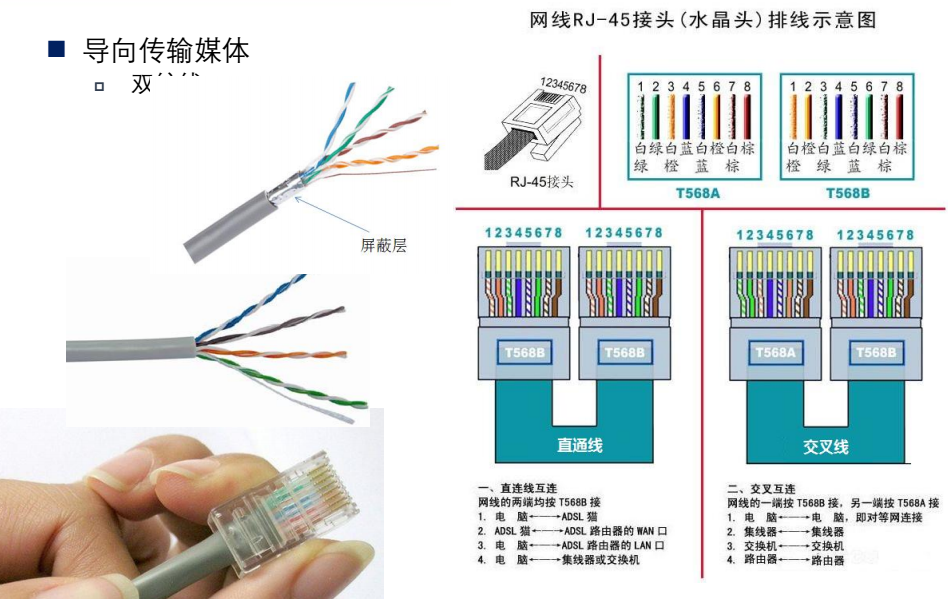 导向传输媒体
双绞线
屏蔽层
网线RJ-45接头(水晶头)排线示意图
12345678
RJ-45接头
1 2 3 4 5 6 7 8
白绿白蓝白橙白棕
绿 橙 蓝 棕
T568A
1 2 3 4 5 6 7 8
白橙白蓝白绿白棕
橙 绿 蓝 棕
T568B
12345678
12345678
T568B
T568B
直通线
12345678
12345678
T568A
T568B
交叉线
一、直连线互连
网线的两端均按 T568B 接
1. 电 脑←——→ADSL 猫
2. ADSL 猫←——→ADSL 路由器的 WAN 口
3. 电 脑←——→ADSL 路由器的 LAN 口
4. 电 脑←——→集线器或交换机
二、交叉互连
网线的一端按 T568B 接，另一端按 T568A 接
1. 电 脑←——→电 脑，即对等网连接
2. 集线器←——→集线器
3. 交换机←——→交换机
4. 路由器←——→路由器